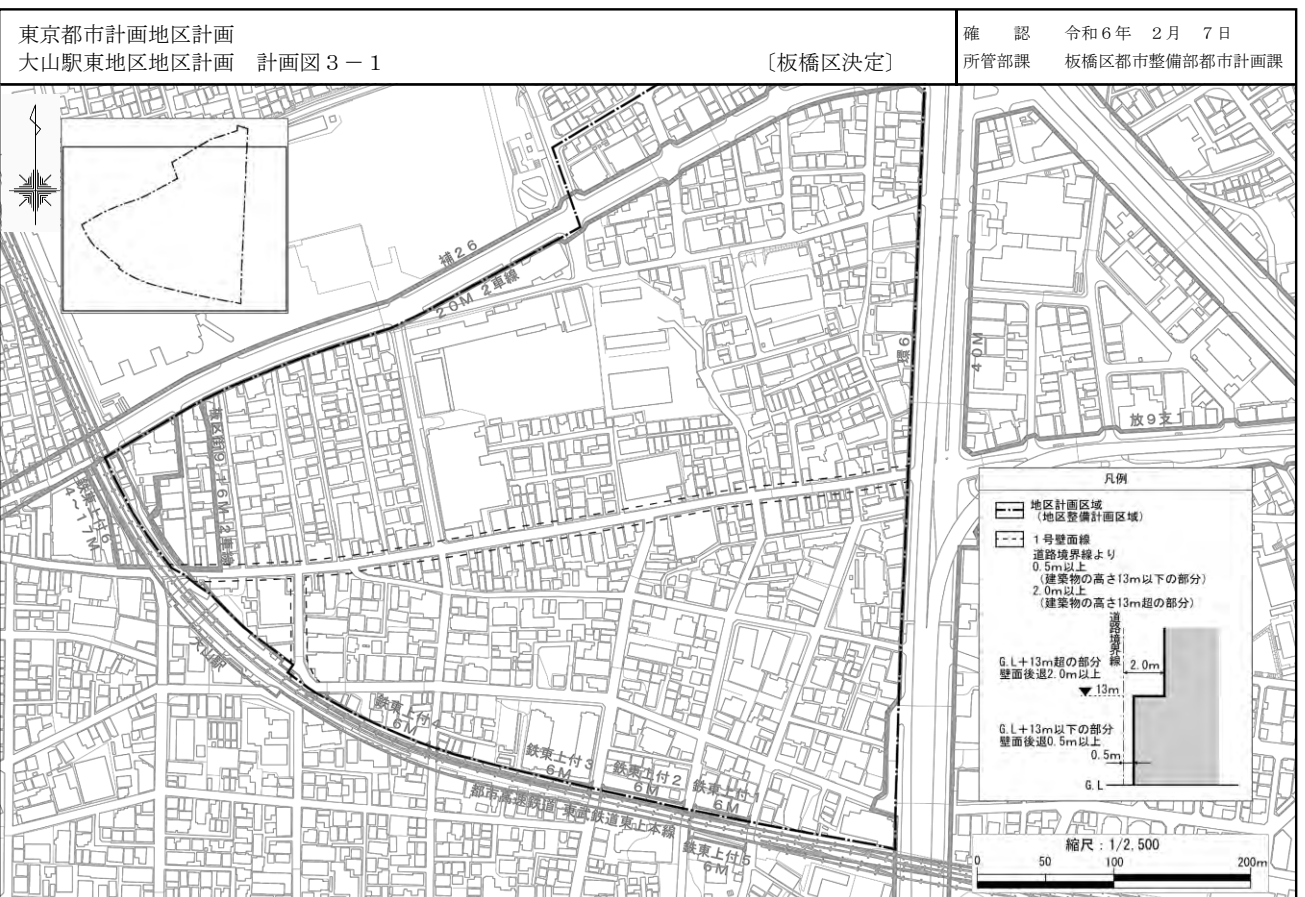 東京都市計画地区計画
大山駅東地区地区計画 計画図3-1
〔板橋区決定〕
確 認 令和6年 2月 7日
所管部課 板橋区都市整備部都市計画課
補26
20M 2車線
環6
40M
放9支1
板区街9
16M 2車線
鉄東上付6
4~17M
大山駅
鉄東上付4
6M
鉄東上付3
6M
鉄東上付2
6M
鉄東上付1
6M
都市高速鉄道 東武鉄道東上本線
鉄東上付5
6M
凡例
地区計画区域
(地区整備計画区域)
1号壁面線
道路境界線より
0.5m以上
(建築物の高さ13m以下の部分)
2.0m以上
(建築物の高さ13m超の部分)
道路境界線
G.L+13m超の部分
壁面後退2.0m以上
2.0m
13m
G.L+13m以下の部分
壁面後退0.5m以上
0.5m
G.L
縮尺:1/2,500
0 50 100 200m